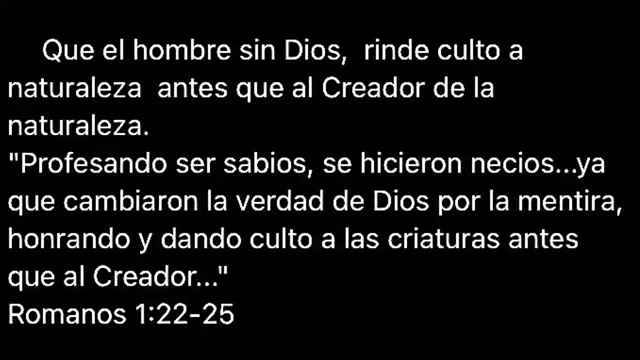 Que el hombre sin Dios,  rinde culto a
naturaleza  antes que al Creador de la
naturaleza.
"Profesando ser sabios, se hicieron necios...ya
que cambiaron la verdad de Dios por la mentira,
honrando y dando culto a las criaturas antes
que al Creador..."
Romanos 1:22-25